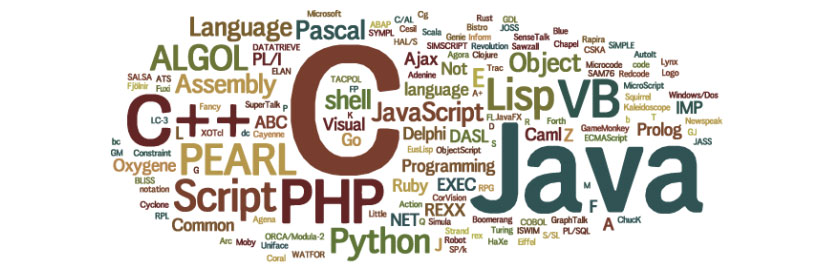 Microsoft
C/AL
Cg
Language
Pascal
ABAP
Cesil
Scala
Rust
GDL
Bistro
JOSS
SYMPL
Genie
Inform
SenseTalk
Blue
HAL/S
SIMSCRIPT
Revolution
Sawzall
Chapel
Rapira
CSKA
SiMPLE
ALGOL
DATATRIEVE
PL/I
Ajax
Agora
Clojure
Object
Microcode
code
AutoIt
Lynx
ELAN
Adenine
Not
Trac
SAM76
Redcode
Logo
SALSA
ATS
Assembly
TACPOL
FP
E
MicroScript
Windows/Dos
Fjölnir
Fuxi
shell
language
A+
Lisp
VB
Squirrel
IMP
C
C++
Fancy
SuperTalk
P
K
JavaScript
FL
JavaFX
R
Forth
Kaleidoscope
b
T
Newspeak
LC-3
L
XOTcl
dc
ABC
Cayenne
Visual
Go
Delphi
DASL
D
S
Caml
Z
GameMonkey
ECMAScript
Prolog
GJ
JASS
bc
GM
Constraint
PEARL
EusLisp
ObjectScript
Java
Oxygene
G
Programming
BLISS
notation
Script
PHP
Ruby
EXEC
RPG
M
F
Cyclone
RPL
Action
CorVision
REXX
Common
Agena
Little
NET
Q
Simula
Boomerang
COBOL
GraphTalk
A
ChucK
Arc
Moby
ORCA/Modula-2
Uniface
Python
Strand
rex
Turing
ISWIM
PL/SQL
S/SL
Coral
WATFOR
J
Robot
SP/k
HaXe
Eiffel